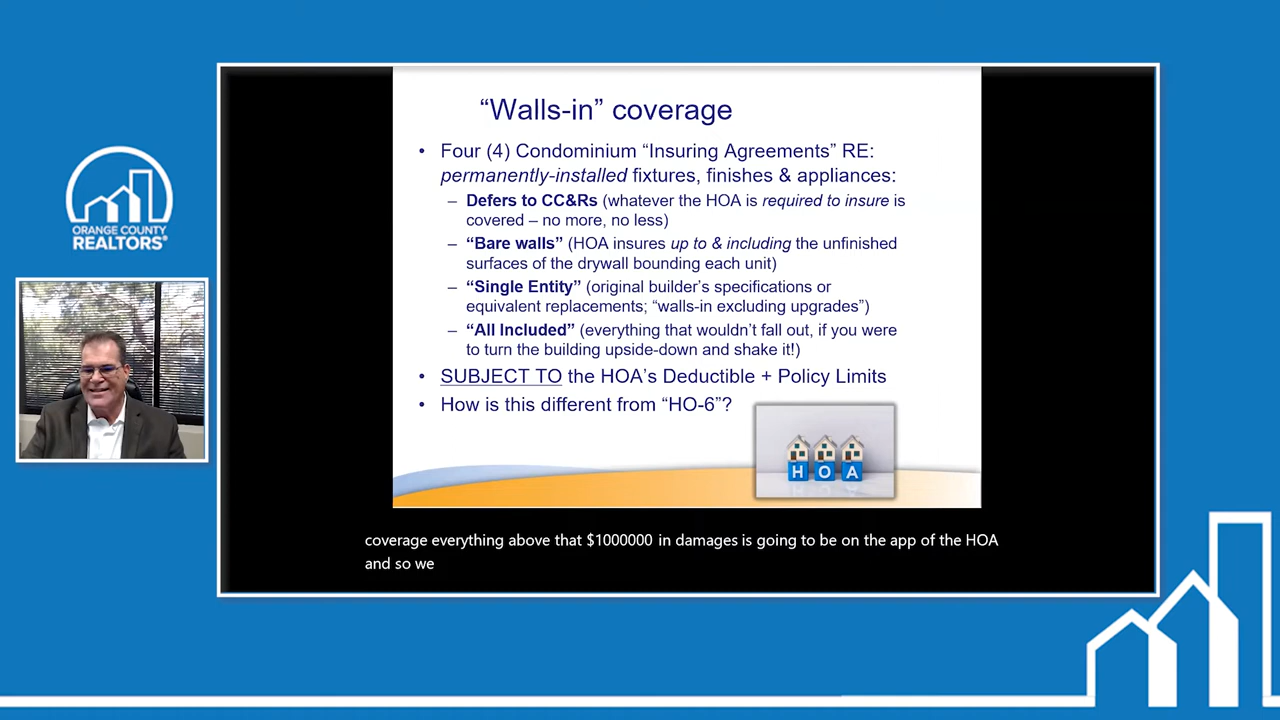 ORANGE COUNTY
REALTORS®
“Walls-in” coverage
• Four (4) Condominium “Insuring Agreements” RE:
permanently-installed fixtures, finishes & appliances:
– Defers to CC&Rs (whatever the HOA is required to insure is
covered – no more, no less)
– “Bare walls” (HOA insures up to & including the unfinished
surfaces of the drywall bounding each unit)
– “Single Entity” (original builder’s specifications or
equivalent replacements; “walls-in excluding upgrades”)
– “All Included” (everything that wouldn’t fall out, if you were
to turn the building upside-down and shake it!)
• SUBJECT TO the HOA’s Deductible + Policy Limits
• How is this different from “HO-6”?
H O A
coverage everything above that $1000000 in damages is going to be on the app of the HOA
and so we